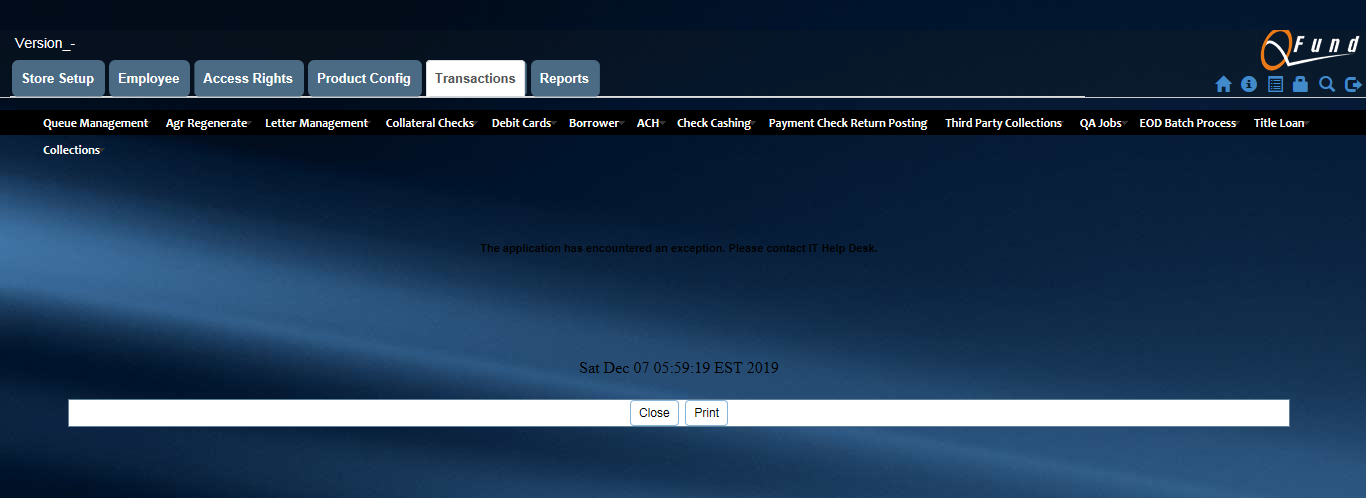 Version_-
QFund
Store Setup Employee Access Rights Product Config Transactions Reports
Queue Management Agr Regenerate Letter Management Collateral Checks Debit Cards Borrower ACH Check Cashing Payment Check Return Posting Third Party Collections QA Jobs EOD Batch Process Title Loan
Collections
The application has encountered an exception. Please contact IT Help Desk.
Sat Dec 07 05:59:19 EST 2019
Close Print